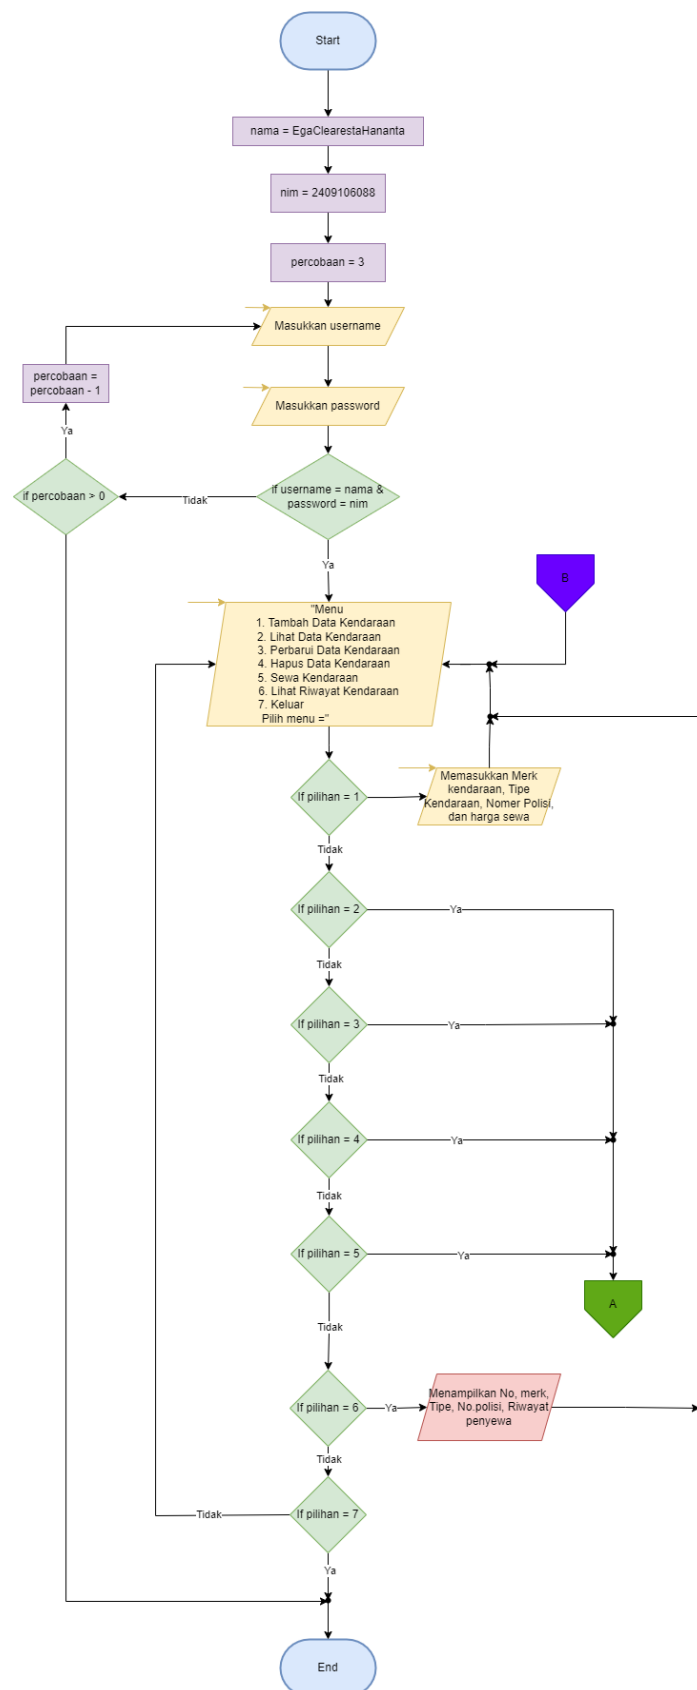 Start
nama = EgaClearestaHananta
nim = 2409106088
percobaan = 3
Masukkan username
percobaan =
percobaan - 1
Masukkan password
Ya
if percobaan > 0
Tidak
if username = nama &
password = nim
Ya
B
"Menu
1. Tambah Data Kendaraan
2. Lihat Data Kendaraan
3. Perbarui Data Kendaraan
4. Hapus Data Kendaraan
5. Sewa Kendaraan
6. Lihat Riwayat Kendaraan
7. Keluar
Pilih menu ="
If pilihan = 1
Memasukkan Merk
kendaraan, Tipe
Kendaraan, Nomer Polisi,
dan harga sewa
Tidak
If pilihan = 2
Ya
Tidak
If pilihan = 3
Ya
Tidak
If pilihan = 4
Ya
Tidak
If pilihan = 5
Ya
A
Tidak
If pilihan = 6
Ya
Menampilkan No, merk,
Tipe, No.polisi, Riwayat
penyewa
Tidak
If pilihan = 7
Tidak
Ya
End